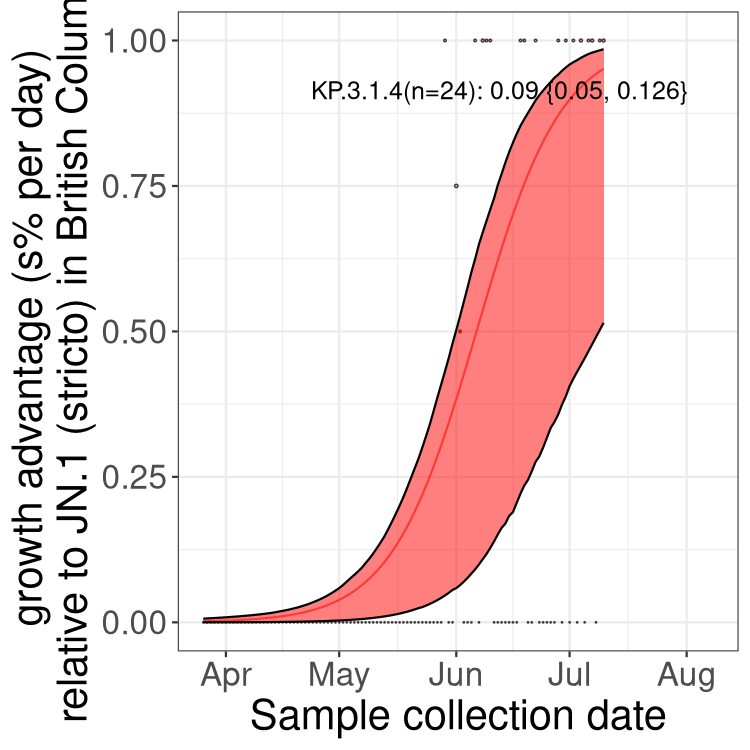 growth advantage (s% per day)
relative to JN.1 (stricto) in British Colum
1.00
0.75
0.50
0.25
0.00
KP.3.1.4(n=24): 0.09 {0.05, 0.126}
Apr May Jun Jul Aug
Sample collection date